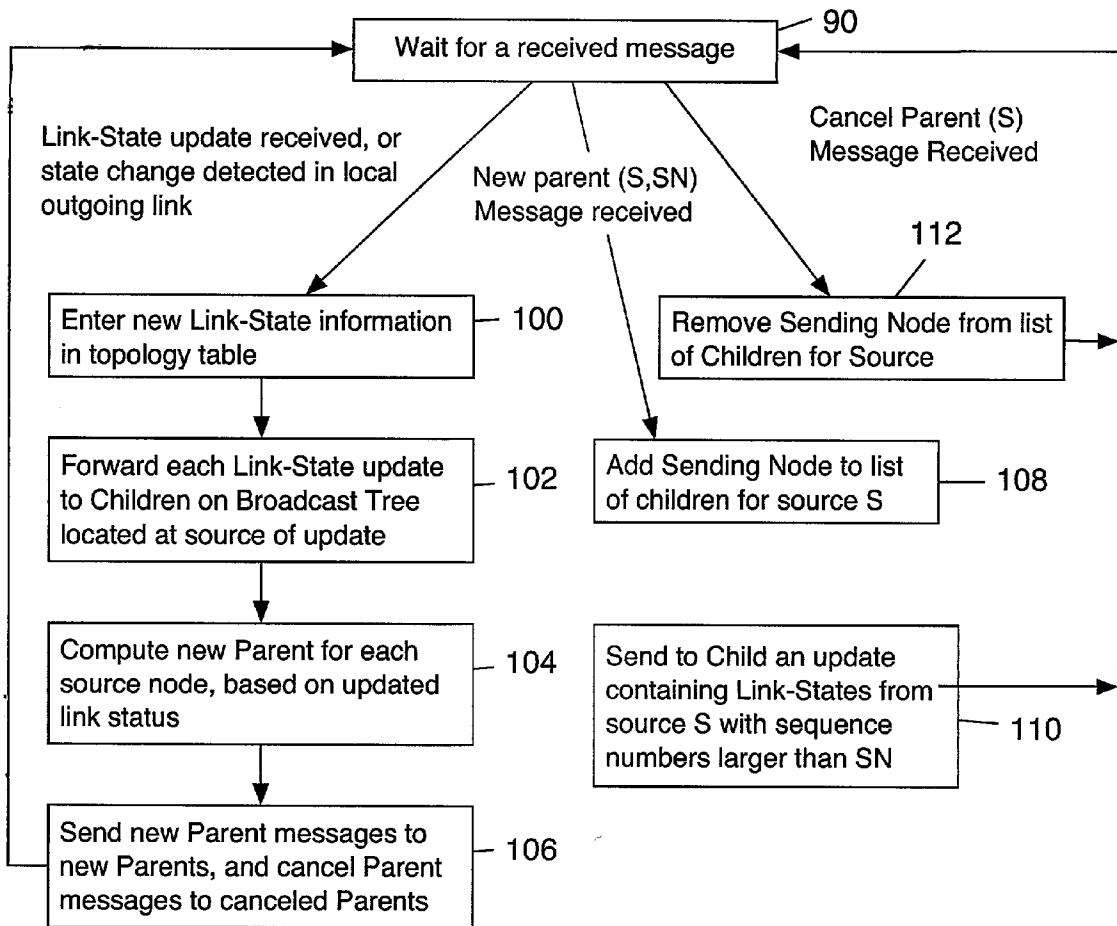 90
Wait for a received message
Link-State update received, or
state change detected in local
outgoing link
New parent (S,SN)
Message received
Cancel Parent (S)
Message Received
112
Enter new Link-State information
in topology table
100
Remove Sending Node from list
of Children for Source
Forward each Link-State update
to Children on Broadcast Tree
located at source of update
102
Add Sending Node to list
of children for source S
108
Compute new Parent for each
source node, based on updated
link status
104
Send to Child an update
containing Link-States from
source S with sequence
numbers larger than SN
110
Send new Parent messages to
new Parents, and cancel Parent
messages to canceled Parents
106